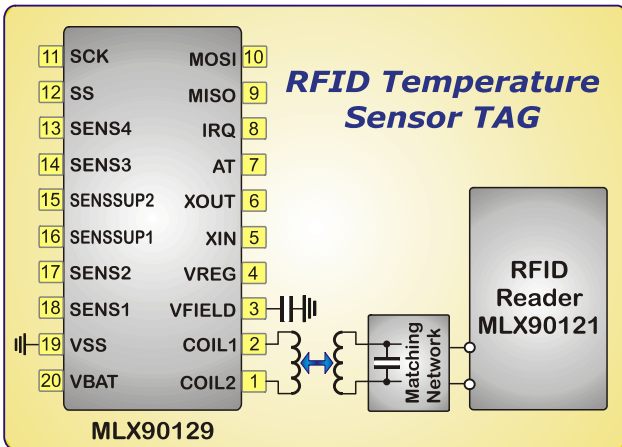 RFID Temperature
Sensor TAG
11 SCK MOSI 10
12 SS MISO 9
13 SENS4 IRQ 8
14 SENS3 AT 7
15 SENSSUP2 XOUT 6
16 SENSSUP1 XIN 5
17 SENS2 VREG 4
18 SENS1 VFIELD 3
19 VSS COIL1 2
20 VBAT COIL2 1
MLX90129
Matching
Network
RFID
Reader
MLX90121